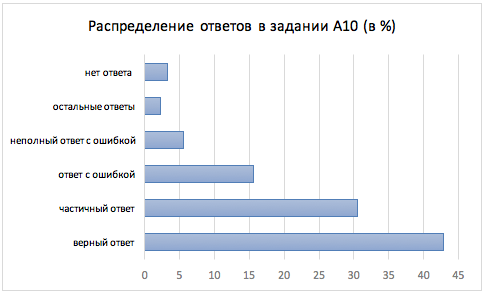 Распределение ответов в задании А10 (в %)
нет ответа
остальные ответы
неполный ответ с ошибкой
ответ с ошибкой
частичный ответ
верный ответ
0 5 10 15 20 25 30 35 40 45